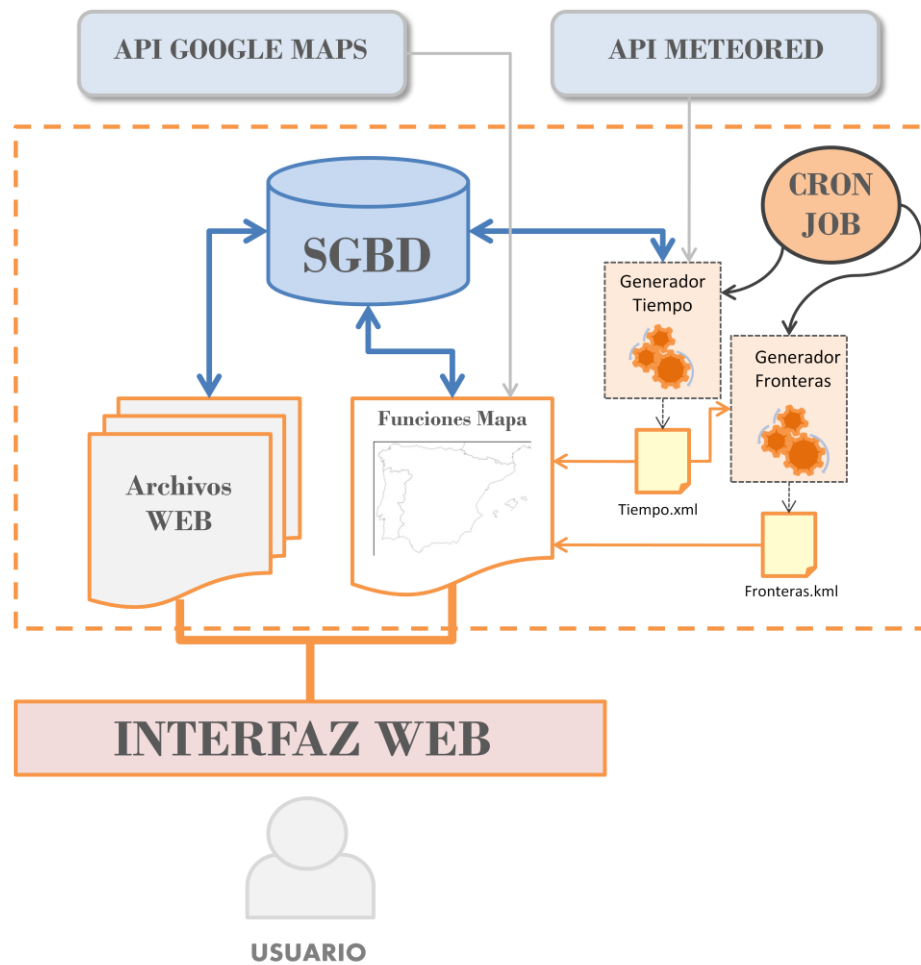 API GOOGLE MAPS
API METEORED
CRON
JOB
SGBD
Generador
Tiempo
Generador
Fronteras
Funciones Mapa
Archivos
WEB
Tiempo.xml
Fronteras.kml
INTERFAZ WEB
USUARIO